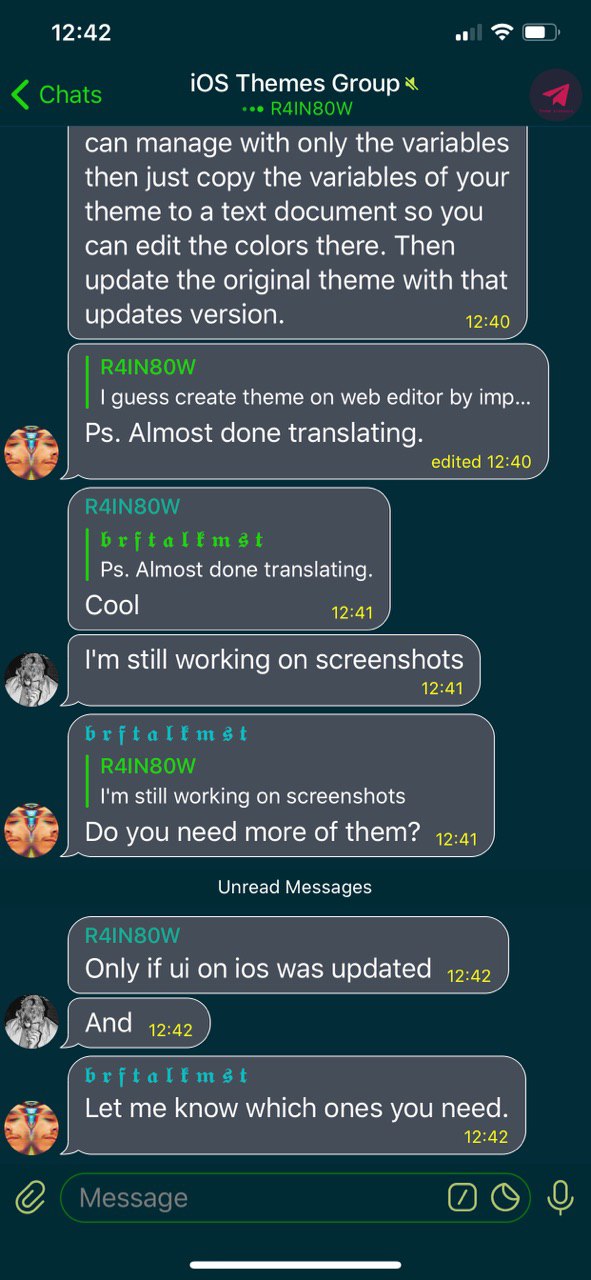 12:42
Chats
iOS Themes Group
••• R4IN80W
can manage with only the variables
then just copy the variables of your
theme to a text document so you
can edit the colors there. Then
update the original theme with that
updates version.
12:40
R4IN80W
I guess create theme on web editor by imp...
Ps. Almost done translating.
edited 12:40
R4IN80W
𝖇 𝖗 𝖋 𝖙 𝖆 𝖑 𝖐 𝖒 𝖘 𝖙
Ps. Almost done translating.
Cool
12:41
I'm still working on screenshots
12:41
𝖇 𝖗 𝖋 𝖙 𝖆 𝖑 𝖐 𝖒 𝖘 𝖙
R4IN80W
I'm still working on screenshots
Do you need more of them? 12:41
Unread Messages
R4IN80W
Only if ui on ios was updated 12:42
And 12:42
𝖇 𝖗 𝖋 𝖙 𝖆 𝖑 𝖐 𝖒 𝖘 𝖙
Let me know which ones you need.
12:42
Message